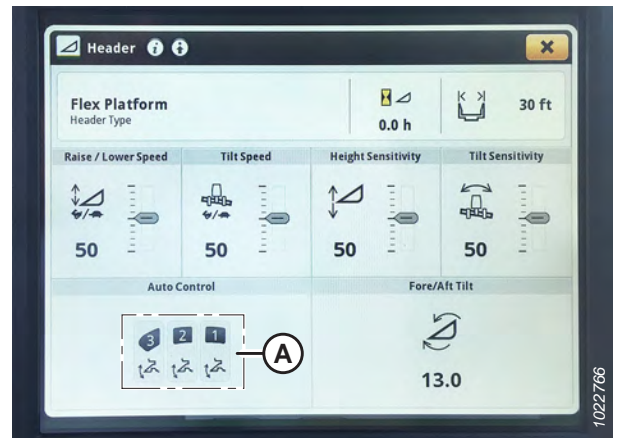 Header
Flex Platform
Header Type
0.0 h
30 ft
Raise / Lower Speed
Tilt Speed
Height Sensitivity
Tilt Sensitivity
50
50
50
50
Auto Control
Fore/Aft Tilt
3 2 1
A
13.0
1022766